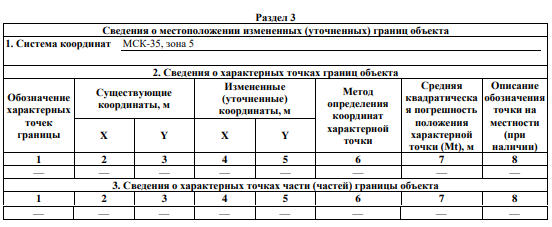 Раздел 3
Сведения о местоположении измененных (уточненных) границ объекта
1. Система координат МСК-35, зона 5
2. Сведения о характерных точках границ объекта
Обозначение характерных точек границы
Существующие координаты, м
Измененные (уточненные) координаты, м
Метод определения координат характерной точки
Средняя квадратическа я погрешность положения характерной точки (Mt), м
Описание обозначения точки на местности (при наличии)
X Y X Y
1 2 3 4 5 6 7 8
— — — — — — — —
3. Сведения о характерных точках части (частей) границы объекта
1 2 3 4 5 6 7 8
— — — — — — — —